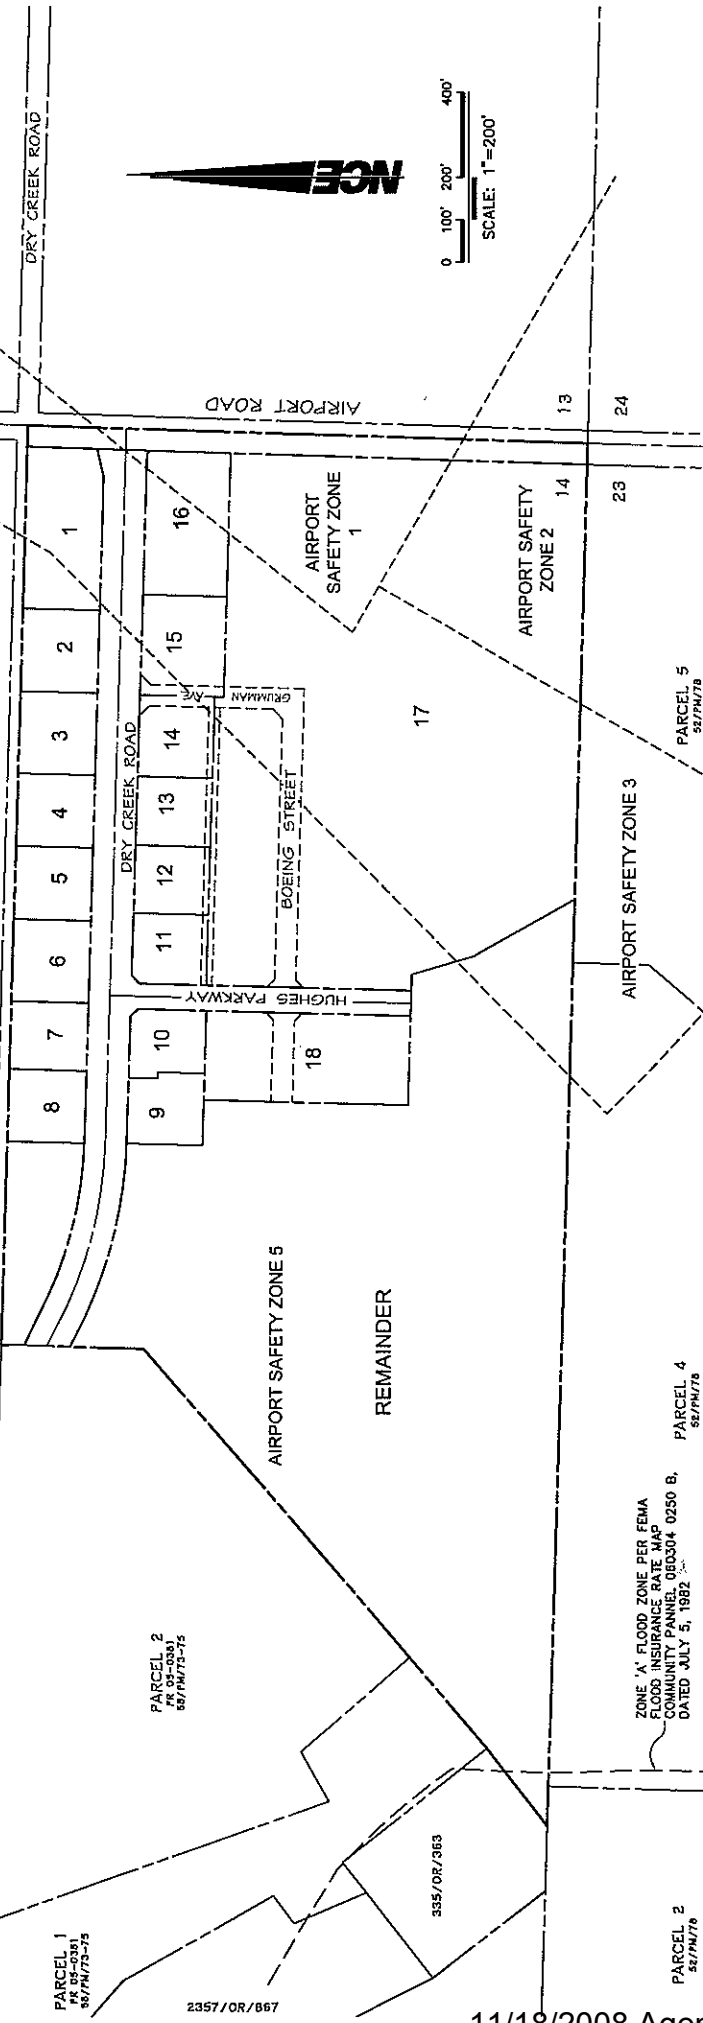 DRY CREEK ROAD
NCE
0 100' 200' 400'
SCALE: 1"=200'
AIRPORT ROAD
13
24
14
23
1
2
3
4
5
6
7
8
DRY CREEK ROAD
16
15
14
13
12
11
10
9
GRUMMAN AVE
BOEING STREET
HUGHES PARKWAY
18
17
AIRPORT
SAFETY ZONE
1
AIRPORT SAFETY
ZONE 2
AIRPORT SAFETY ZONE 3
PARCEL 5
52/PM/78
AIRPORT SAFETY ZONE 5
REMAINDER
PARCEL 4
52/PM/78
ZONE 'A' FLOOD ZONE PER FEMA
FLOOD INSURANCE RATE MAP
COMMUNITY PANNEL 060304 0250 B,
DATED JULY 5, 1982
PARCEL 2
PR 05-0381
58/PM/73-75
PARCEL 1
PR 05-0381
58/PM/73-75
335/OR/363
2357/OR/867
PARCEL 2
52/PM/78